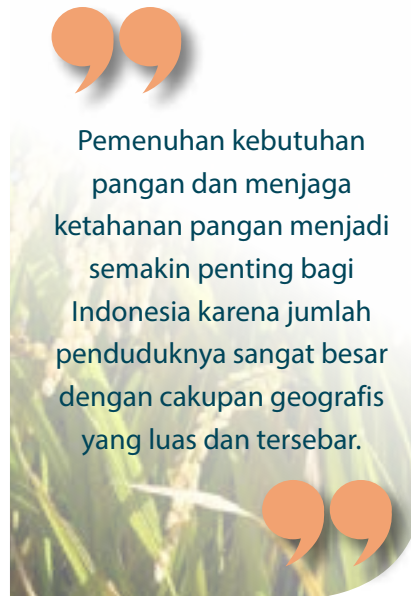 Pemenuhan kebutuhan
pangan dan menjaga
ketahanan pangan menjadi
semakin penting bagi
Indonesia karena jumlah
penduduknya sangat besar
dengan cakupan geografis
yang luas dan tersebar.